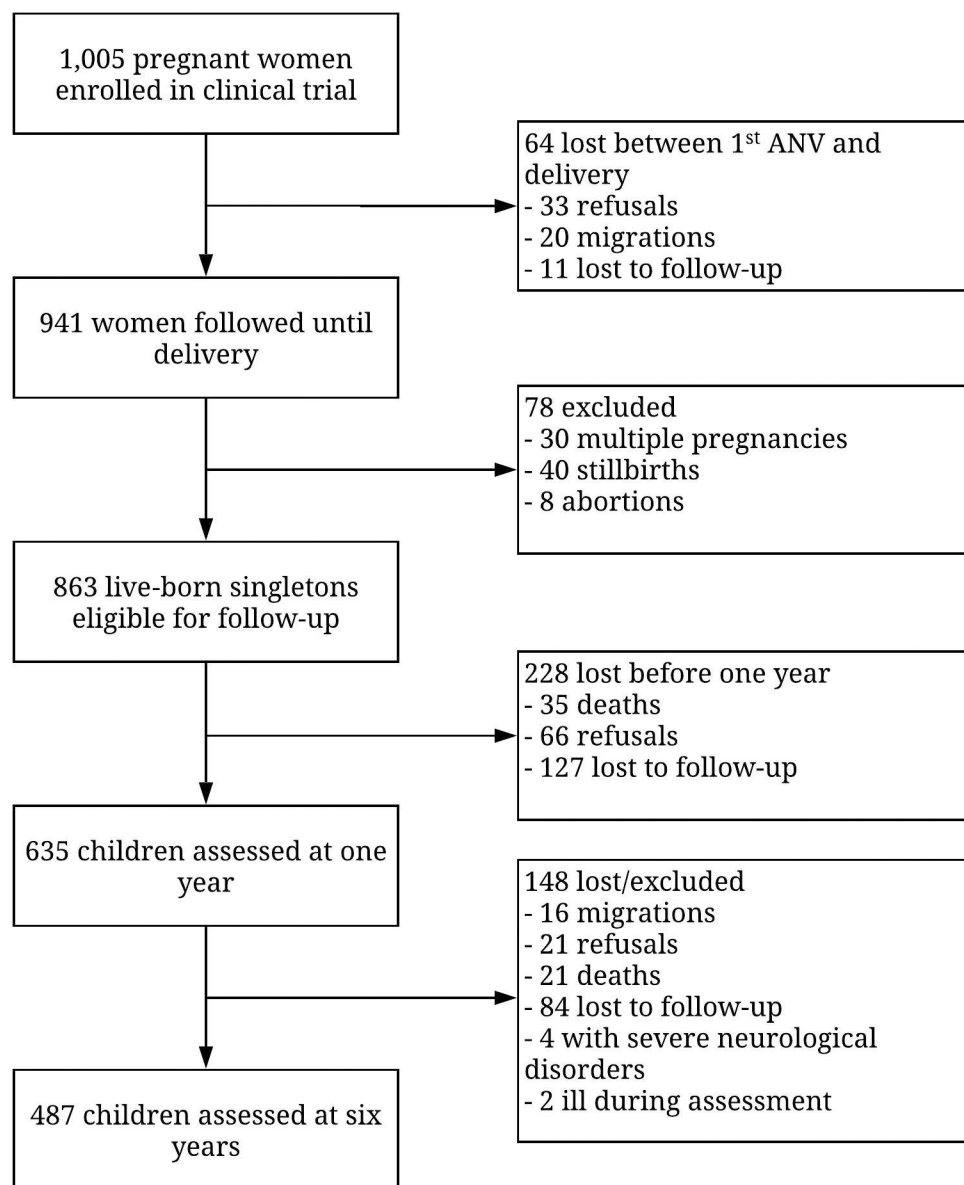 1,005 pregnant women
enrolled in clinical trial
64 lost between 1st ANV and
delivery
- 33 refusals
- 20 migrations
- 11 lost to follow-up
941 women followed until
delivery
78 excluded
- 30 multiple pregnancies
- 40 stillbirths
- 8 abortions
863 live-born singletons
eligible for follow-up
228 lost before one year
- 35 deaths
- 66 refusals
- 127 lost to follow-up
635 children assessed at one
year
148 lost/excluded
- 16 migrations
- 21 refusals
- 21 deaths
- 84 lost to follow-up
- 4 with severe neurological
disorders
- 2 ill during assessment
487 children assessed at six
years